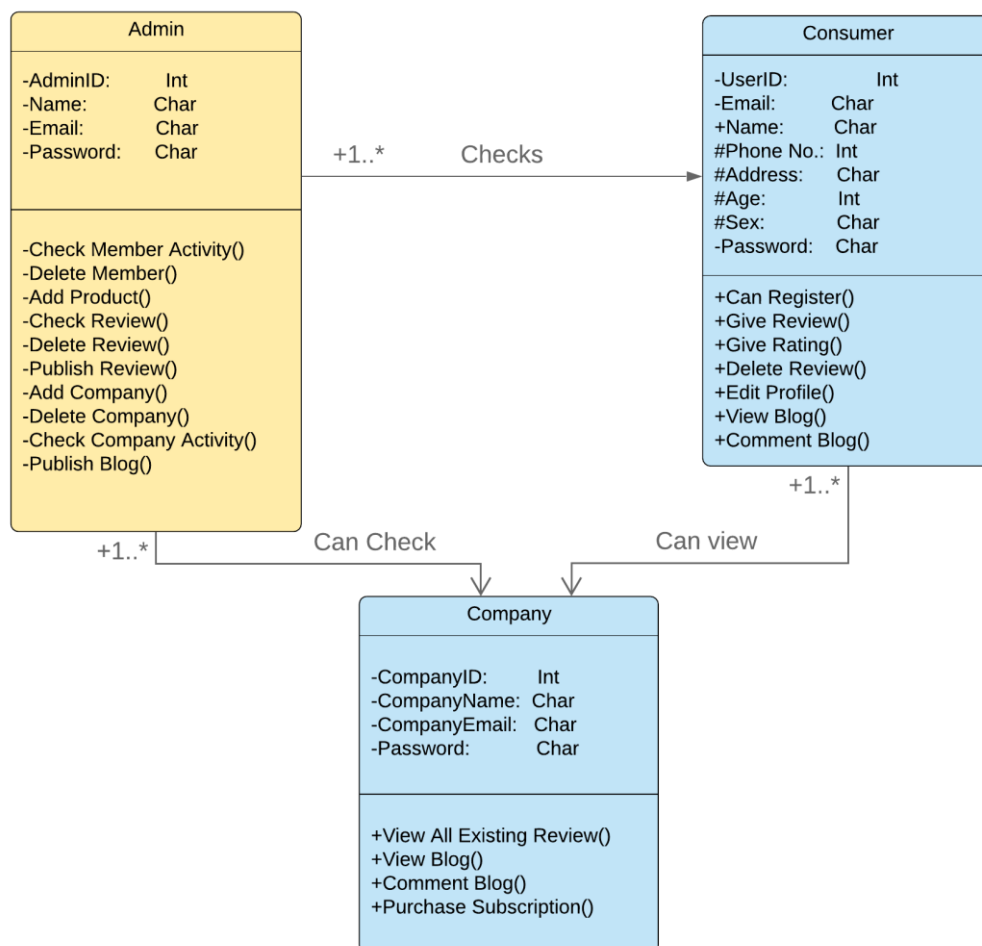 Admin
-AdminID: Int
-Name: Char
-Email: Char
-Password: Char
-Check Member Activity()
-Delete Member()
-Add Product()
-Check Review()
-Delete Review()
-Publish Review()
-Add Company()
-Delete Company()
-Check Company Activity()
-Publish Blog()
+1..* Checks
Consumer
-UserID: Int
-Email: Char
+Name: Char
#Phone No.: Int
#Address: Char
#Age: Int
#Sex: Char
-Password: Char
+Can Register()
+Give Review()
+Give Rating()
+Delete Review()
+Edit Profile()
+View Blog()
+Comment Blog()
+1..* Can Check
Can view +1..*
Company
-CompanyID: Int
-CompanyName: Char
-CompanyEmail: Char
-Password: Char
+View All Existing Review()
+View Blog()
+Comment Blog()
+Purchase Subscription()